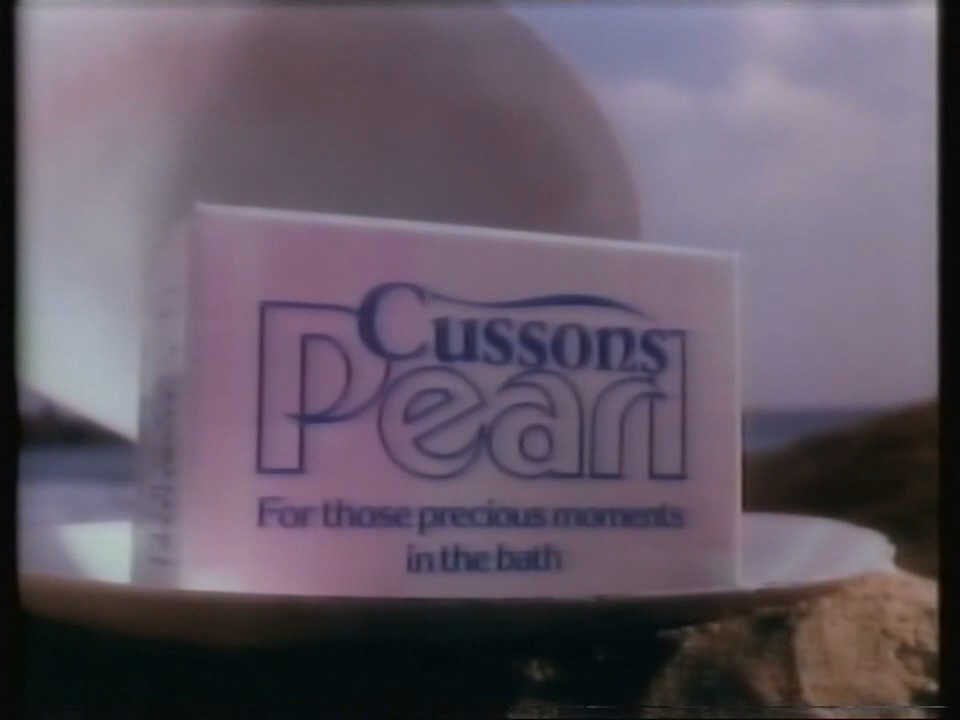 Cussons
Pearl
For those precious moments
in the bath